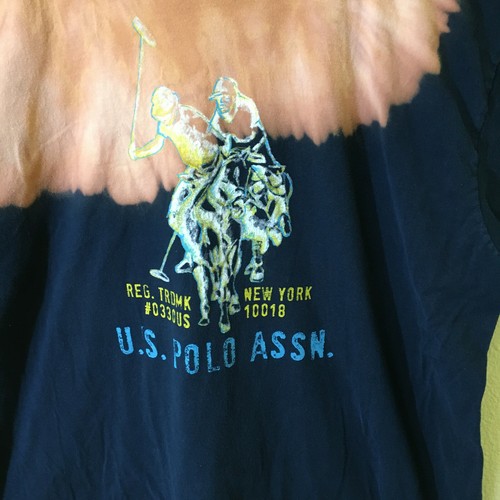 REG. TRDMK
#0330US
NEW YORK
10018
U.S. POLO ASSN.